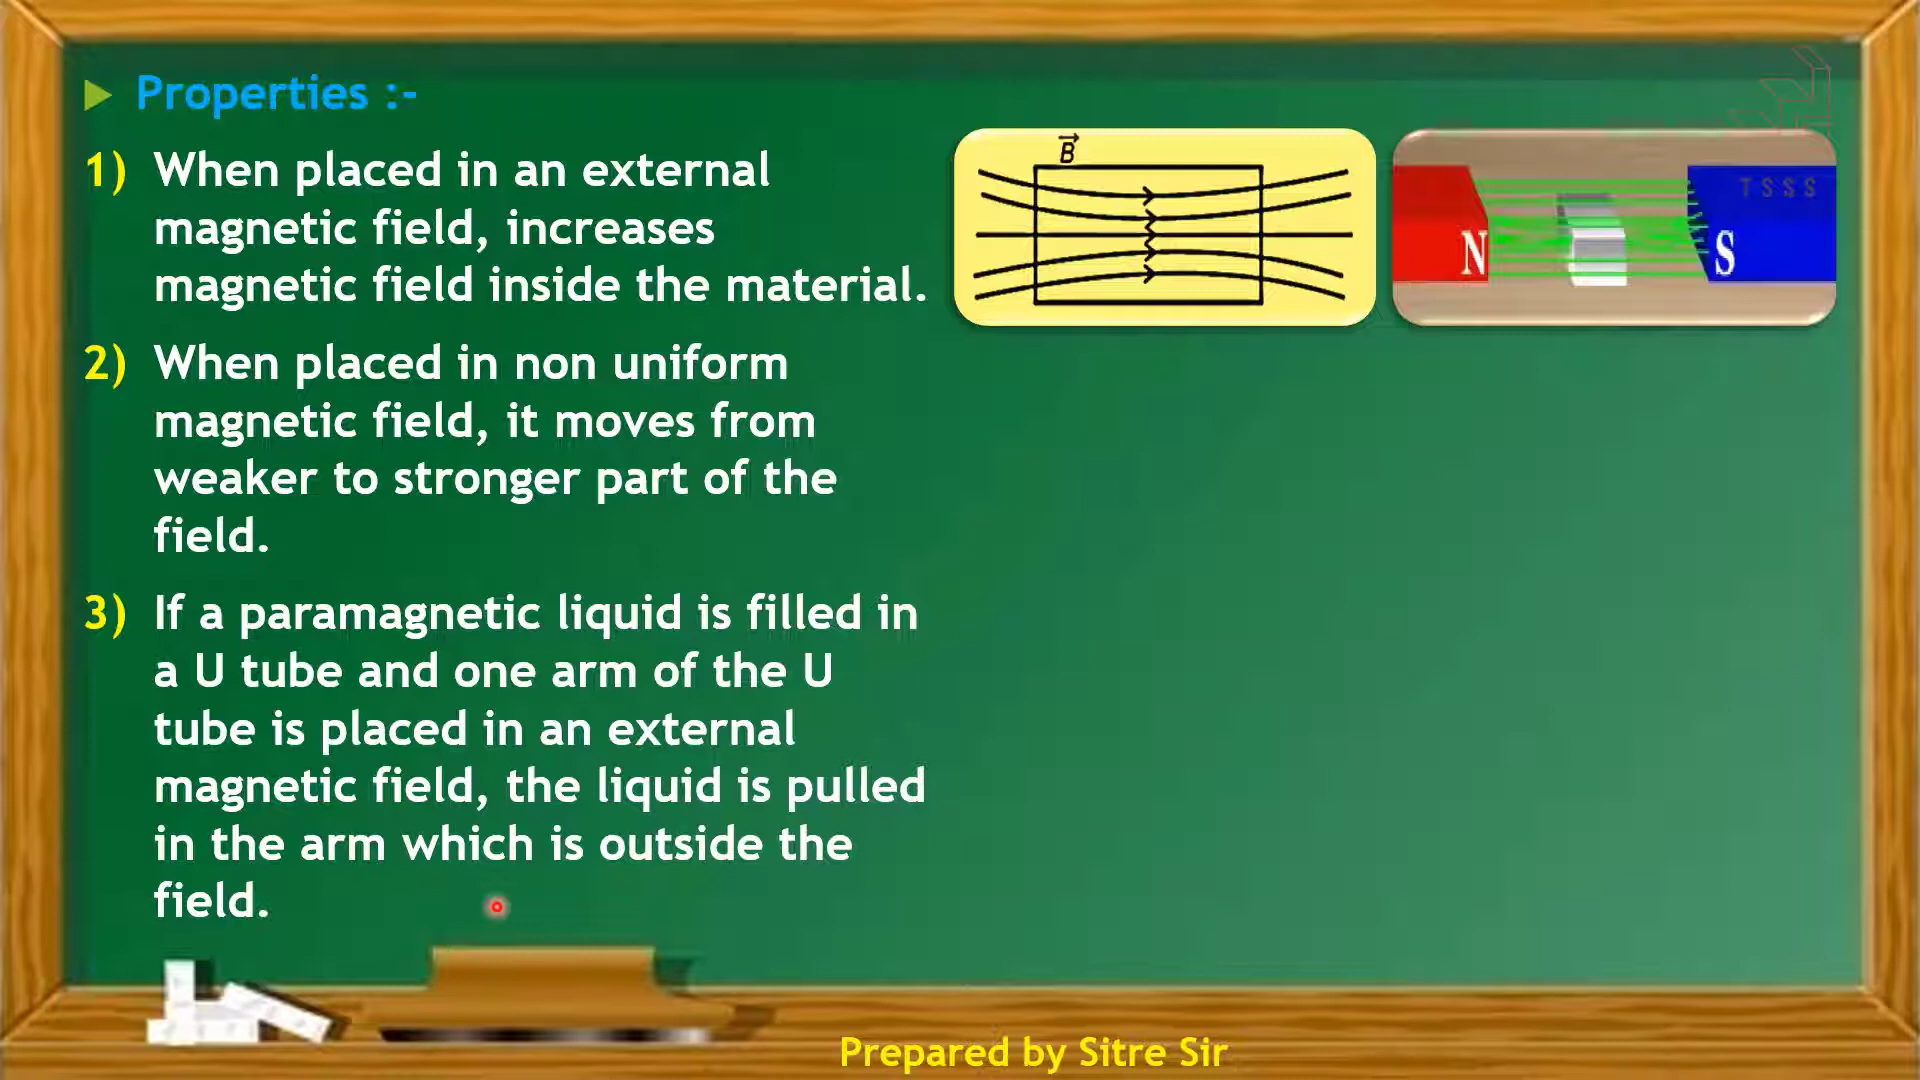 Properties :-
1) When placed in an external
magnetic field, increases
magnetic field inside the material.
2) When placed in non uniform
magnetic field, it moves from
weaker to stronger part of the
field.
3) If a paramagnetic liquid is filled in
a U tube and one arm of the U
tube is placed in an external
magnetic field, the liquid is pulled
in the arm which is outside the
field.
B
N
S
TSSS
Prepared by Sitre Sir